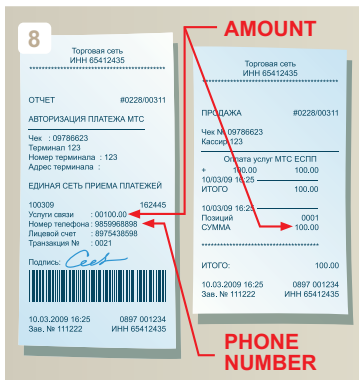 8
AMOUNT
Торговая сеть
ИНН 65412435
ОТЧЕТ #0228/00311
АВТОРИЗАЦИЯ ПЛАТЕЖА МТС
Чек : 09786623
Терминал 123
Номер терминала : 123
Адрес терминала :
ЕДИНАЯ СЕТЬ ПРИЕМА ПЛАТЕЖЕЙ
100309 162445
Услуги связи : 00100.00
Номер телефона : 9859968898
Лицевой счет : 8975438598
Транзакция № : 0021
Подпись:
10.03.2009 16:25 0897 001234
Зав. № 111222 ИНН 65412435
Торговая сеть
ИНН 65412435
ПРОДАЖА #0228/00311
Чек № 09786623
Кассир 123
Оплата услуг МТС ЕСПП
+ 100.00 100.00
10/03/09 16:25
ИТОГО 100.00
10/03/09 16:25
Позиций 0001
СУММА 100.00
ИТОГО: 100.00
10.03.2009 16:25 0897 001234
Зав. № 111222 ИНН 65412435
PHONE
NUMBER